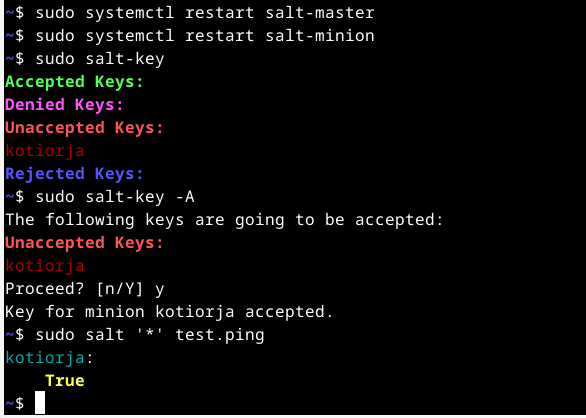 ~$ sudo systemctl restart salt-master
~$ sudo systemctl restart salt-minion
~$ sudo salt-key
Accepted Keys:
Denied Keys:
Unaccepted Keys:
kotiorja
Rejected Keys:
~$ sudo salt-key -A
The following keys are going to be accepted:
Unaccepted Keys:
kotiorja
Proceed? [n/Y] y
Key for minion kotiorja accepted.
~$ sudo salt '*' test.ping
kotiorja:
    True
~$